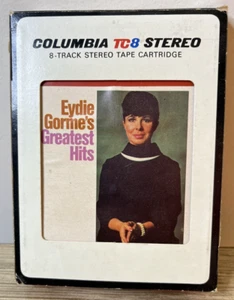 COLUMBIA TC8 STEREO
8-TRACK STEREO TAPE CARTRIDGE
Eydie
Gorme's
Greatest
Hits